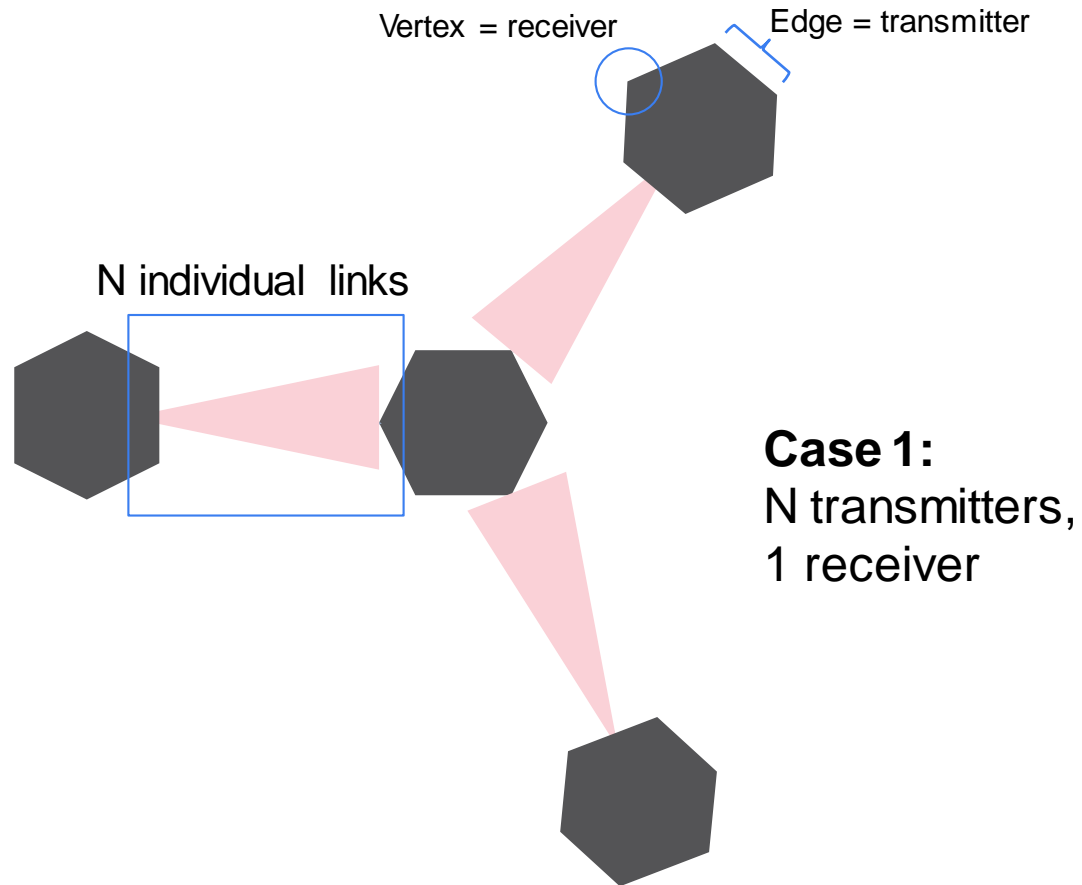 Vertex = receiver
Edge = transmitter
N individual links
Case 1:
N transmitters,
1 receiver